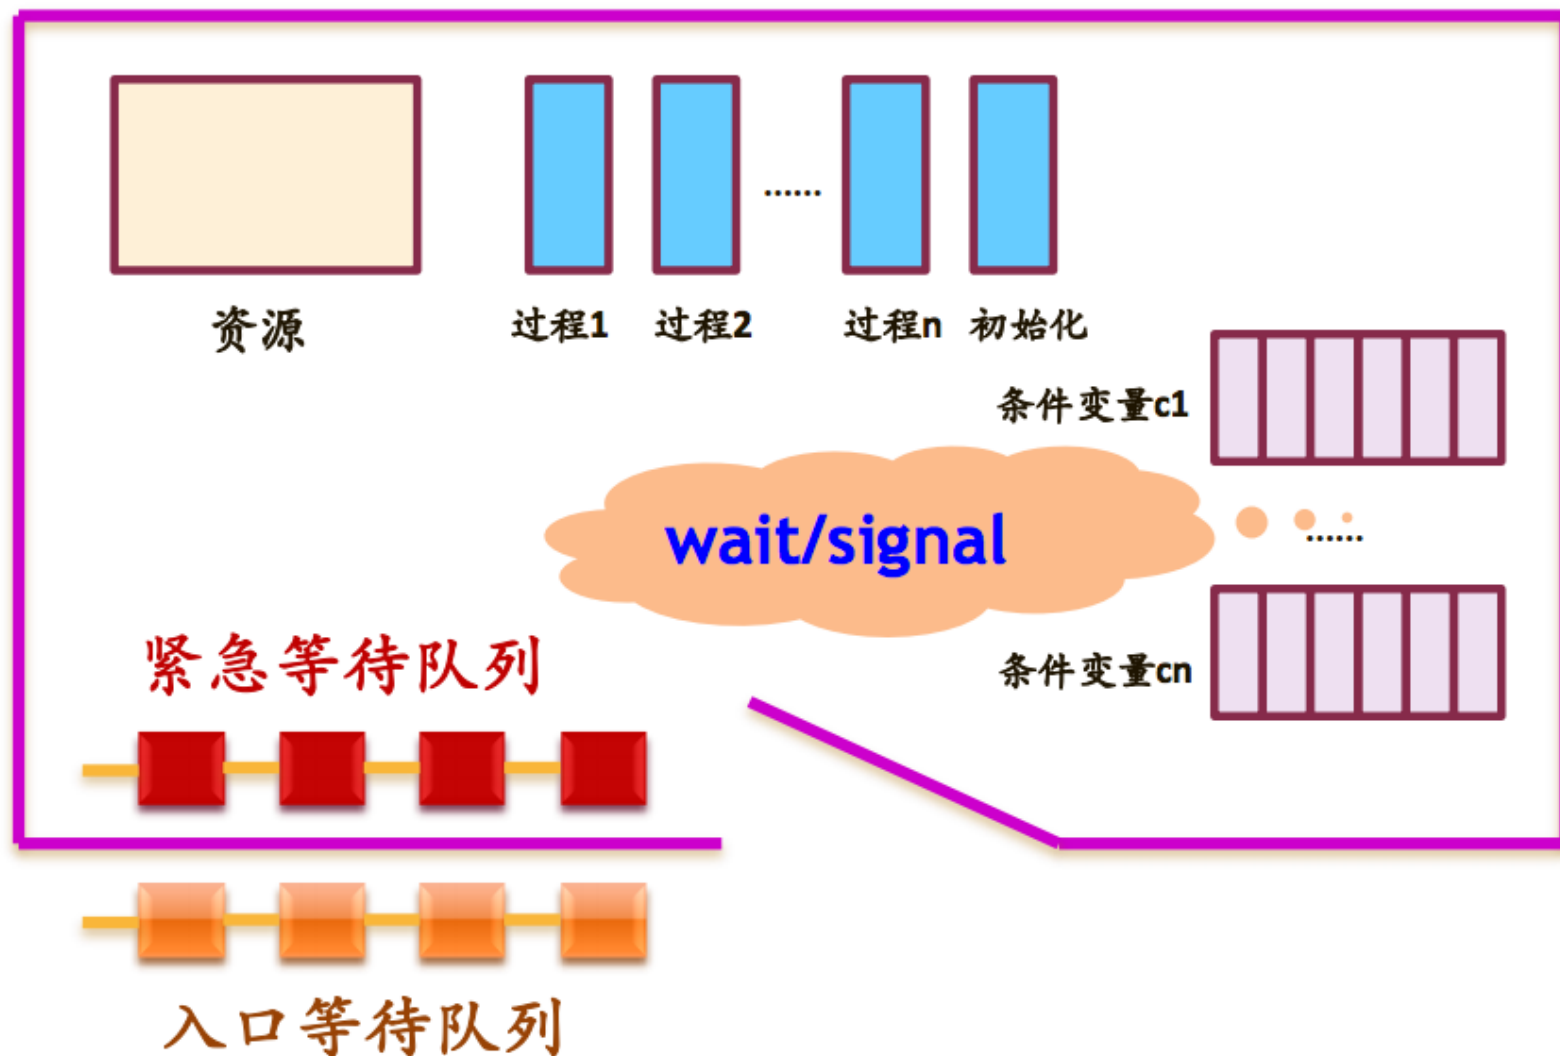 资源
过程1
过程2
......
过程n
初始化
条件变量c1
wait/signal
......
条件变量cn
紧急等待队列
入口等待队列